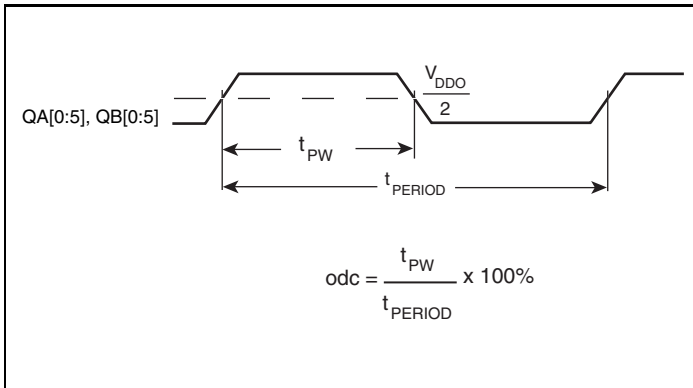 V DDO
2
QA[0:5], QB[0:5]
t PW
t PERIOD
odc = t PW / t PERIOD x 100%